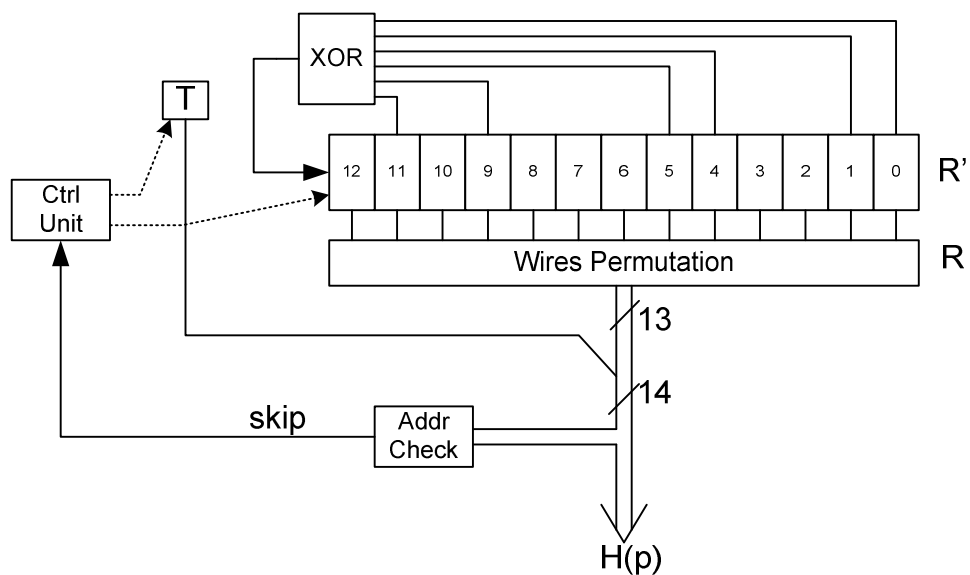 XOR
T
12 11 10 9 8 7 6 5 4 3 2 1 0
R’
Ctrl
Unit
Wires Permutation
R
13
14
skip
Addr
Check
H(p)